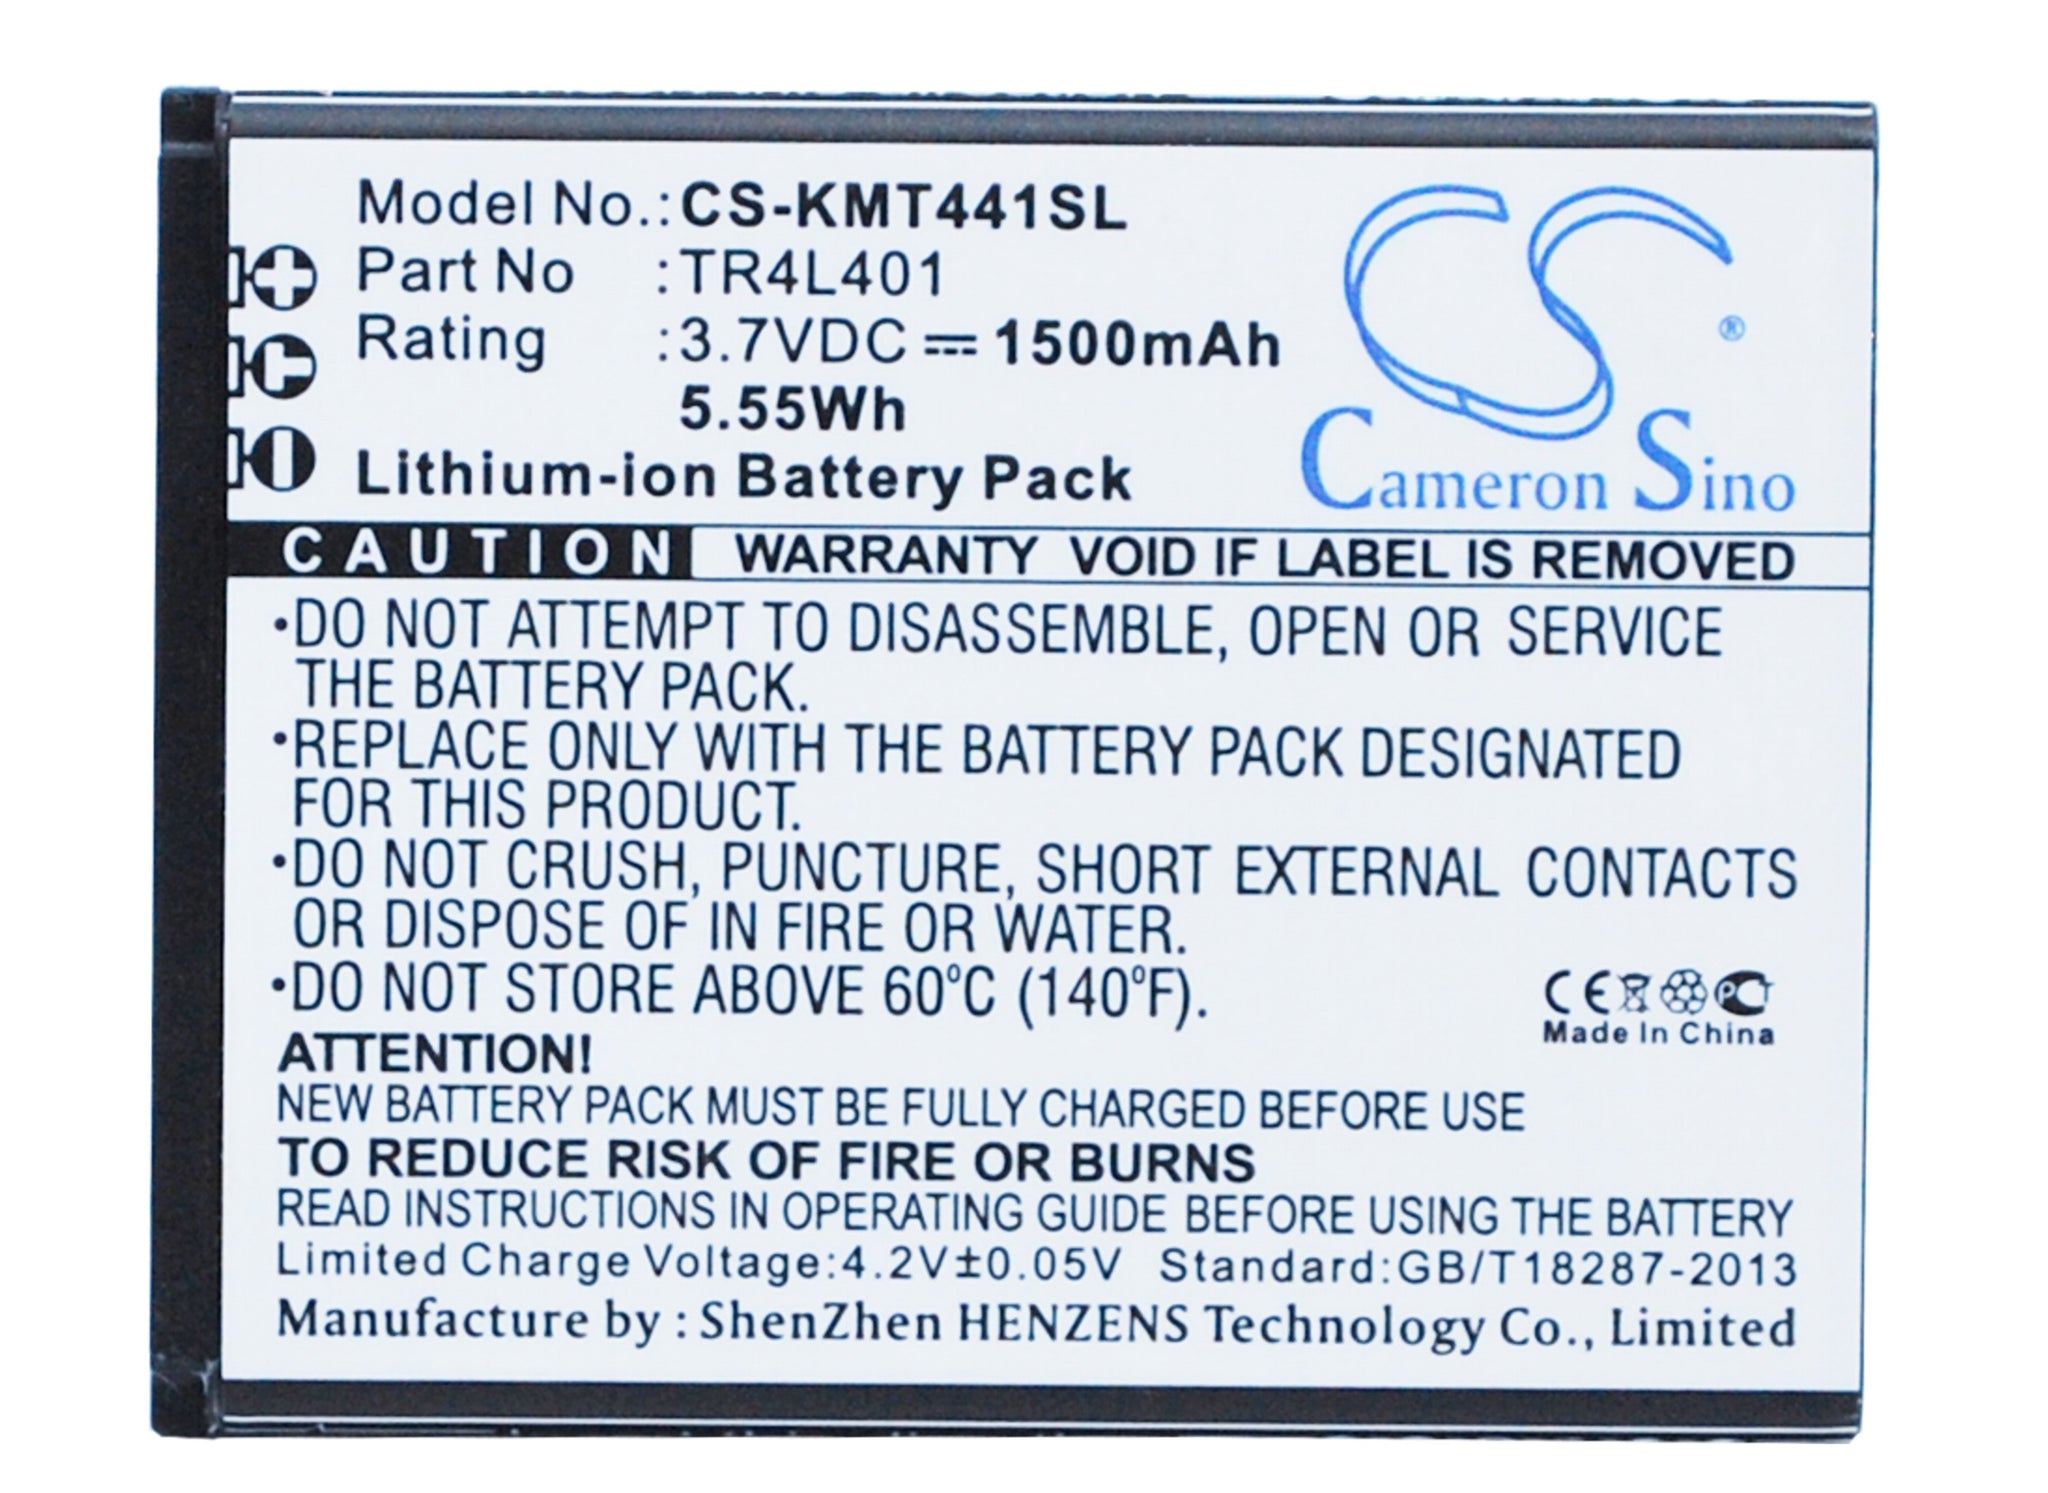 Model No.: CS-KMT441SL
Part No : TR4L401
Rating : 3.7VDC ⎓ 1500mAh
5.55Wh
Lithium-ion Battery Pack
CS ®
Cameron Sino
CAUTION WARRANTY VOID IF LABEL IS REMOVED
•DO NOT ATTEMPT TO DISASSEMBLE, OPEN OR SERVICE
THE BATTERY PACK.
•REPLACE ONLY WITH THE BATTERY PACK DESIGNATED
FOR THIS PRODUCT.
•DO NOT CRUSH, PUNCTURE, SHORT EXTERNAL CONTACTS
OR DISPOSE OF IN FIRE OR WATER.
•DO NOT STORE ABOVE 60°C (140°F).
CE PCT
Made In China
ATTENTION!
NEW BATTERY PACK MUST BE FULLY CHARGED BEFORE USE
TO REDUCE RISK OF FIRE OR BURNS
READ INSTRUCTIONS IN OPERATING GUIDE BEFORE USING THE BATTERY
Limited Charge Voltage:4.2V±0.05V Standard:GB/T18287-2013
Manufacture by : ShenZhen HENZENS Technology Co., Limited